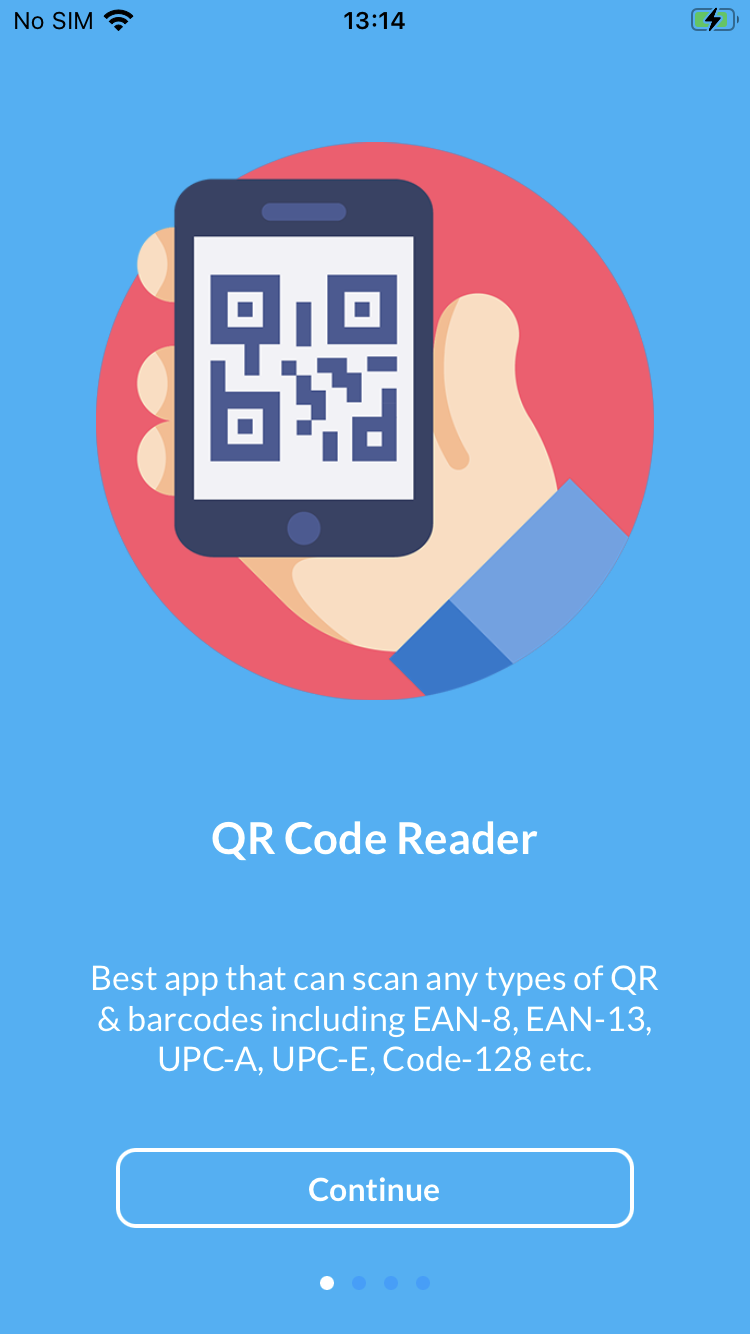 No SIM 13:14
QR Code Reader
Best app that can scan any types of QR
& barcodes including EAN-8, EAN-13,
UPC-A, UPC-E, Code-128 etc.
Continue